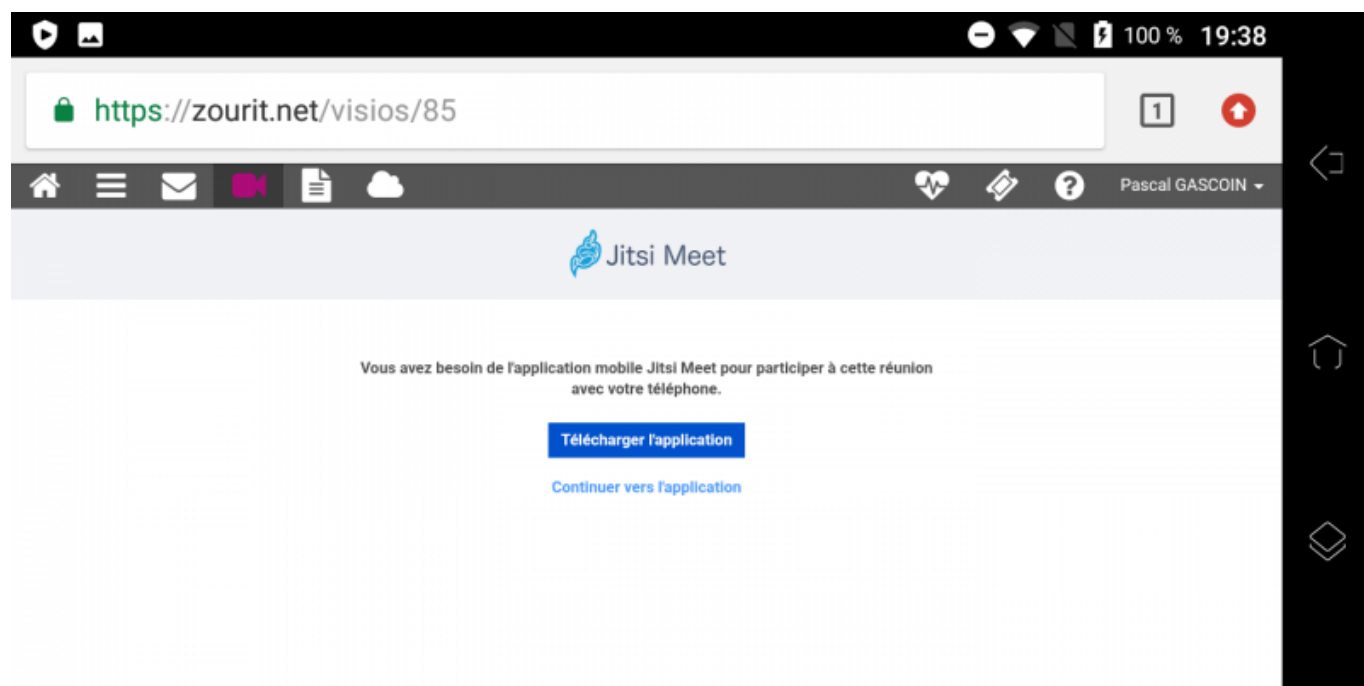 100 % 19:38
https://zourit.net/visios/85
1
Pascal GASCOIN
Jitsi Meet
Vous avez besoin de l'application mobile Jitsi Meet pour participer à cette réunion
avec votre téléphone.
Télécharger l'application
Continuer vers l'application